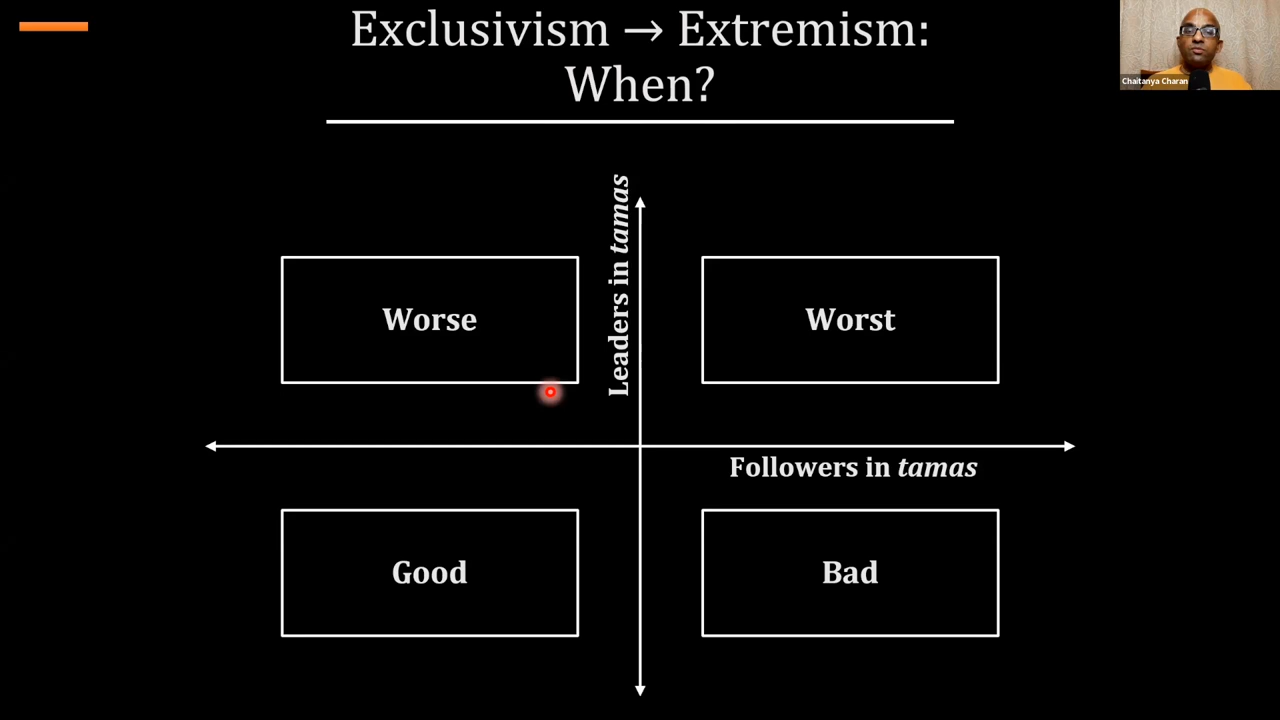 Exclusivism → Extremism:
When?
Chaitanya Charan
Leaders in tamas
Worse
Worst
Followers in tamas
Good
Bad